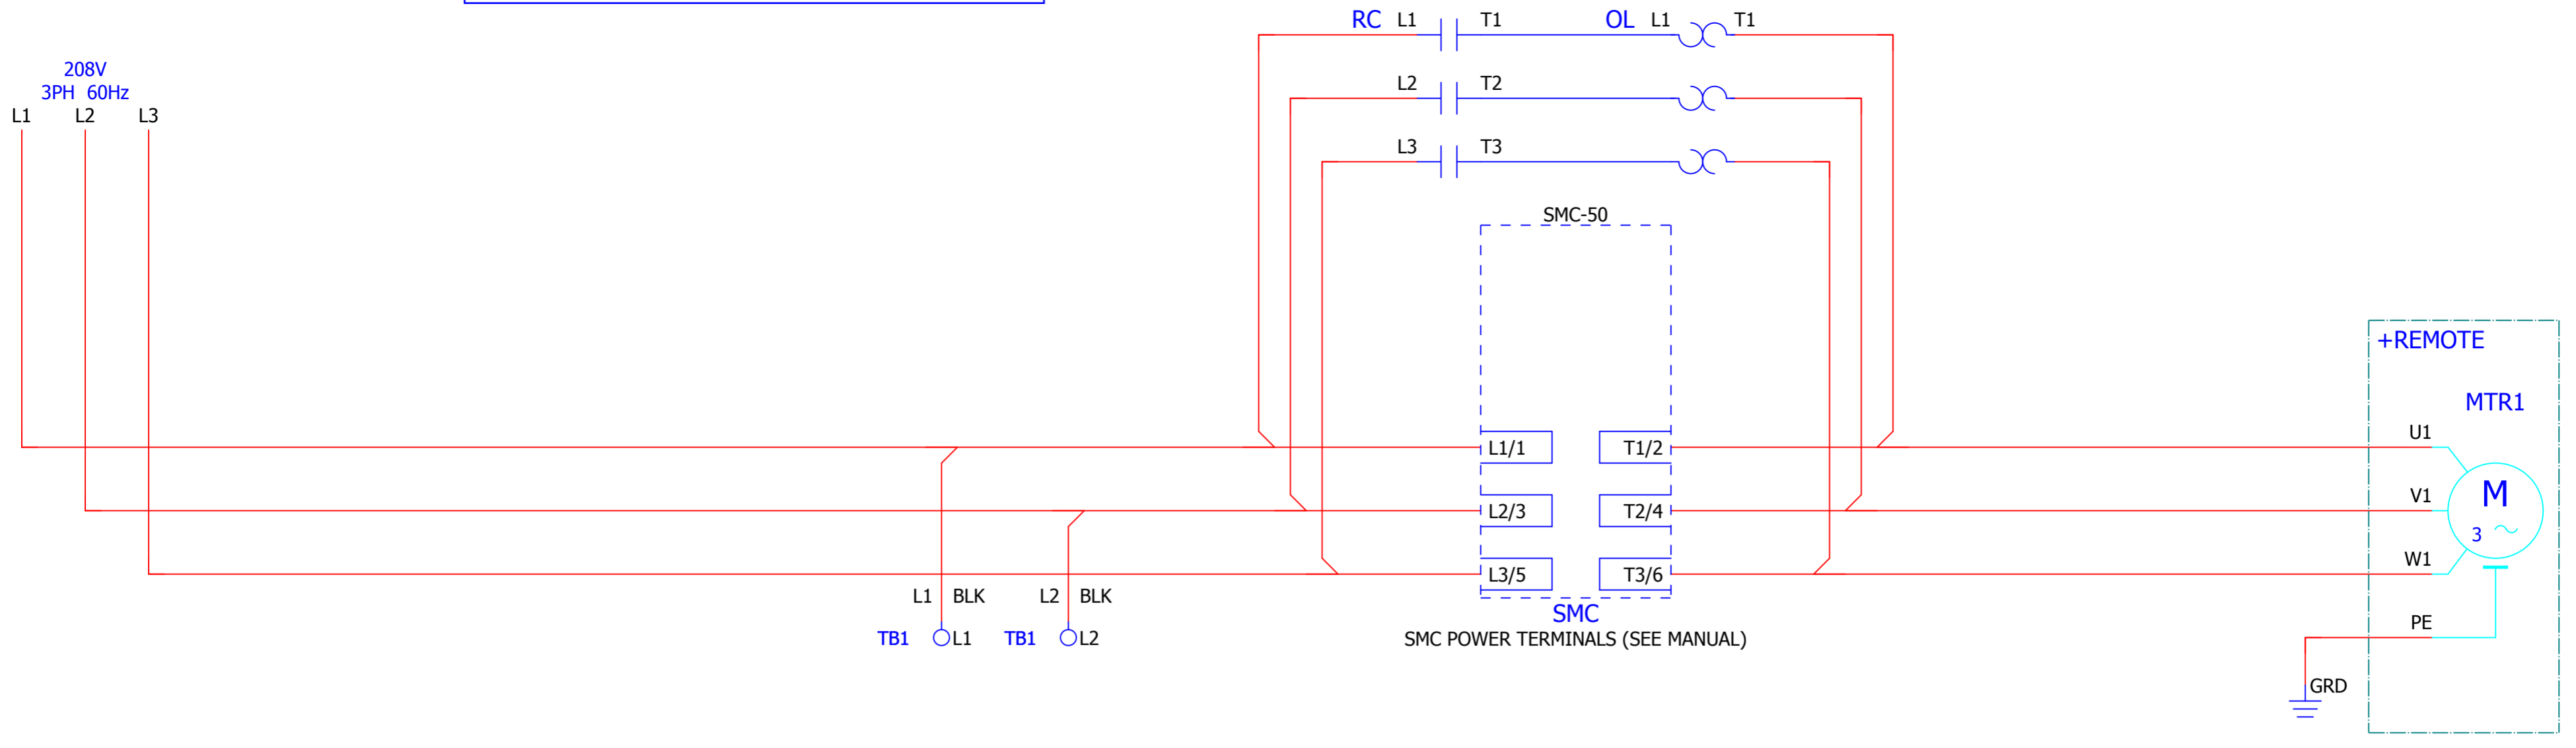 RC L1 T1 OL L1 T1
208V
3PH 60Hz
L1 L2 L3
L2 T2
L3 T3
SMC-50
+REMOTE
MTR1
L1/1 T1/2 U1
L2/3 T2/4 V1 M
3
L3/5 T3/6 W1
L1 BLK L2 BLK
SMC
TB1 L1 TB1 L2
SMC POWER TERMINALS (SEE MANUAL)
PE
GRD